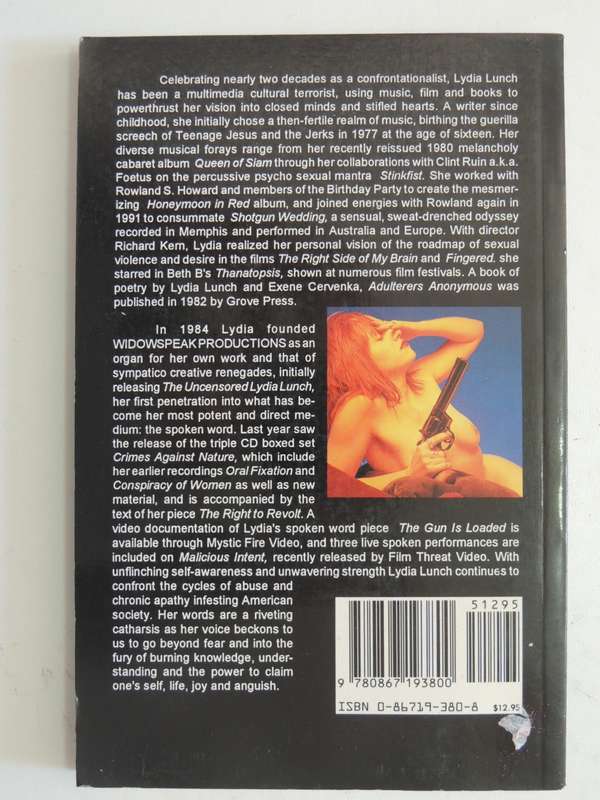 Celebrating nearly two decades as a confrontationalist, Lydia Lunch
has been a multimedia cultural terrorist, using music, film and books to
powerthrust her vision into closed minds and stifled hearts. A writer since
childhood, she initially chose a then-fertile realm of music, birthing the guerilla
screech of Teenage Jesus and the Jerks in 1977 at the age of sixteen. Her
diverse musical forays range from her recently reissued 1980 melancholy
cabaret album Queen of Siam through her collaborations with Clint Ruin a.k.a.
Foetus on the percussive psycho sexual mantra Stinkfist. She worked with
Rowland S. Howard and members of the Birthday Party to create the mesmer-
izing Honeymoon in Red album, and joined energies with Rowland again in
1991 to consummate Shotgun Wedding, a sensual, sweat-drenched odyssey
recorded in Memphis and performed in Australia and Europe. With director
Richard Kern, Lydia realized her personal vision of the roadmap of sexual
violence and desire in the films The Right Side of My Brain and Fingered. she
starred in Beth B's Thanatopsis, shown at numerous film festivals. A book of
poetry by Lydia Lunch and Exene Cervenka, Adulterers Anonymous was
published in 1982 by Grove Press.
In 1984 Lydia founded
WIDOWSPEAK PRODUCTIONS as an
organ for her own work and that of
sympatico creative renegades, initially
releasing The Uncensored Lydia Lunch,
her first penetration into what has be-
come her most potent and direct me-
dium: the spoken word. Last year saw
the release of the triple CD boxed set
Crimes Against Nature, which include
her earlier recordings Oral Fixation and
Conspiracy of Women as well as new
material, and is accompanied by the
text of her piece The Right to Revolt. A
video documentation of Lydia's spoken word piece The Gun Is Loaded is
available through Mystic Fire Video, and three live spoken performances are
included on Malicious Intent, recently released by Film Threat Video. With
unflinching self-awareness and unwavering strength Lydia Lunch continues to
confront the cycles of abuse and
chronic apathy infesting American
society. Her words are a riveting
catharsis as her voice beckons to
us to go beyond fear and into the
fury of burning knowledge, under-
standing and the power to claim
one's self, life, joy and anguish.
51295
9 780867 193800
ISBN 0-86719-380-8 $12.95